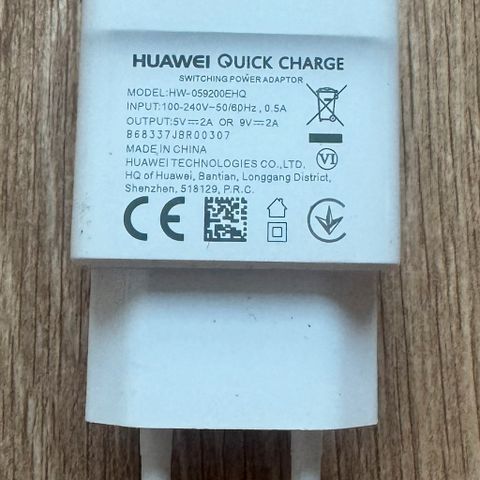 HUAWEI QUICK CHARGE
SWITCHING POWER ADAPTOR
MODEL:HW-059200EHQ
INPUT:100-240V~50/60Hz, 0.5A
OUTPUT:5V⎓2A OR 9V⎓2A
B68337JBR00307
MADE IN CHINA
HUAWEI TECHNOLOGIES CO.,LTD.
HQ of Huawei, Bantian, Longgang District,
Shenzhen, 518129, P.R.C.
VI
CE